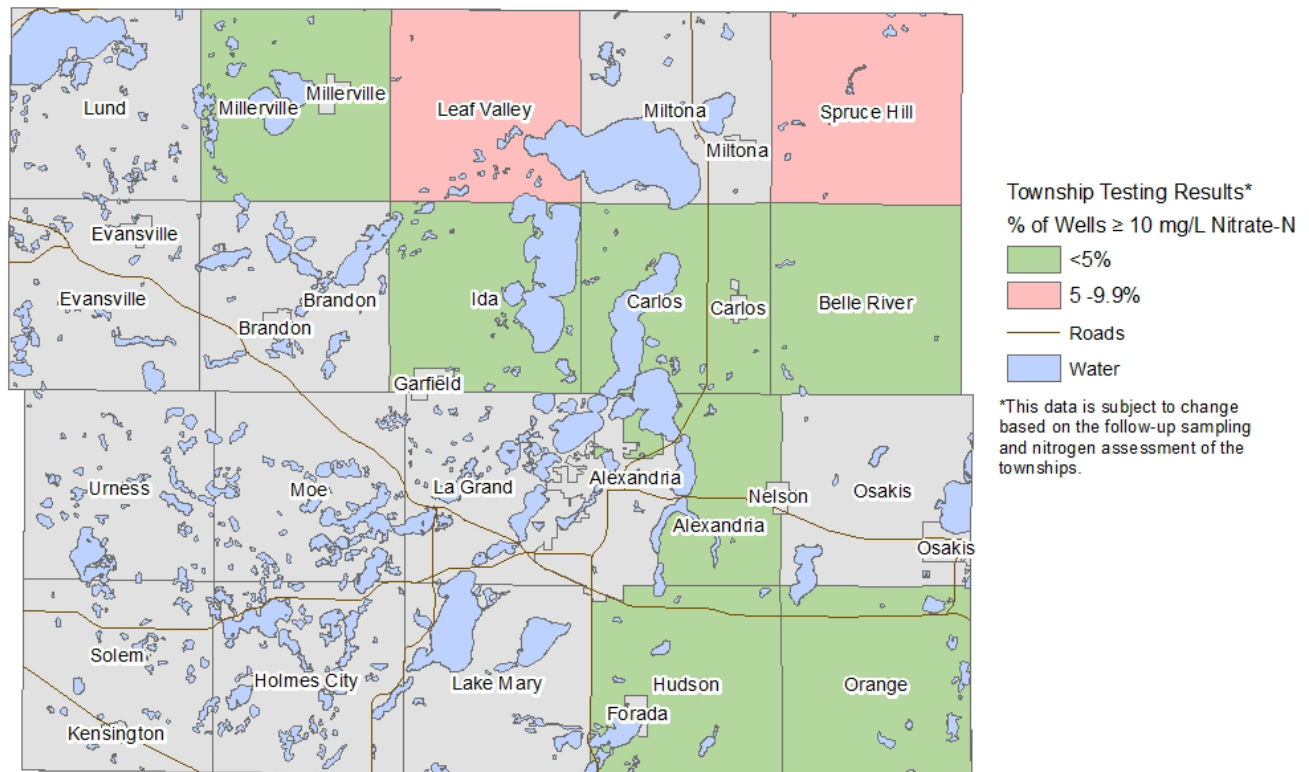 Lund
Millerville
Millerville
Leaf Valley
Miltona
Miltona
Spruce Hill
Evansville
Evansville
Brandon
Brandon
Ida
Carlos
Carlos
Belle River
Garfield
Urness
Moe
La Grand
Alexandria
Alexandria
Nelson
Osakis
Osakis
Solem
Holmes City
Lake Mary
Hudson
Orange
Forada
Kensington
Township Testing Results*
% of Wells ≥ 10 mg/L Nitrate-N
<5%
5 -9.9%
Roads
Water
*This data is subject to change
based on the follow-up sampling
and nitrogen assessment of the
townships.